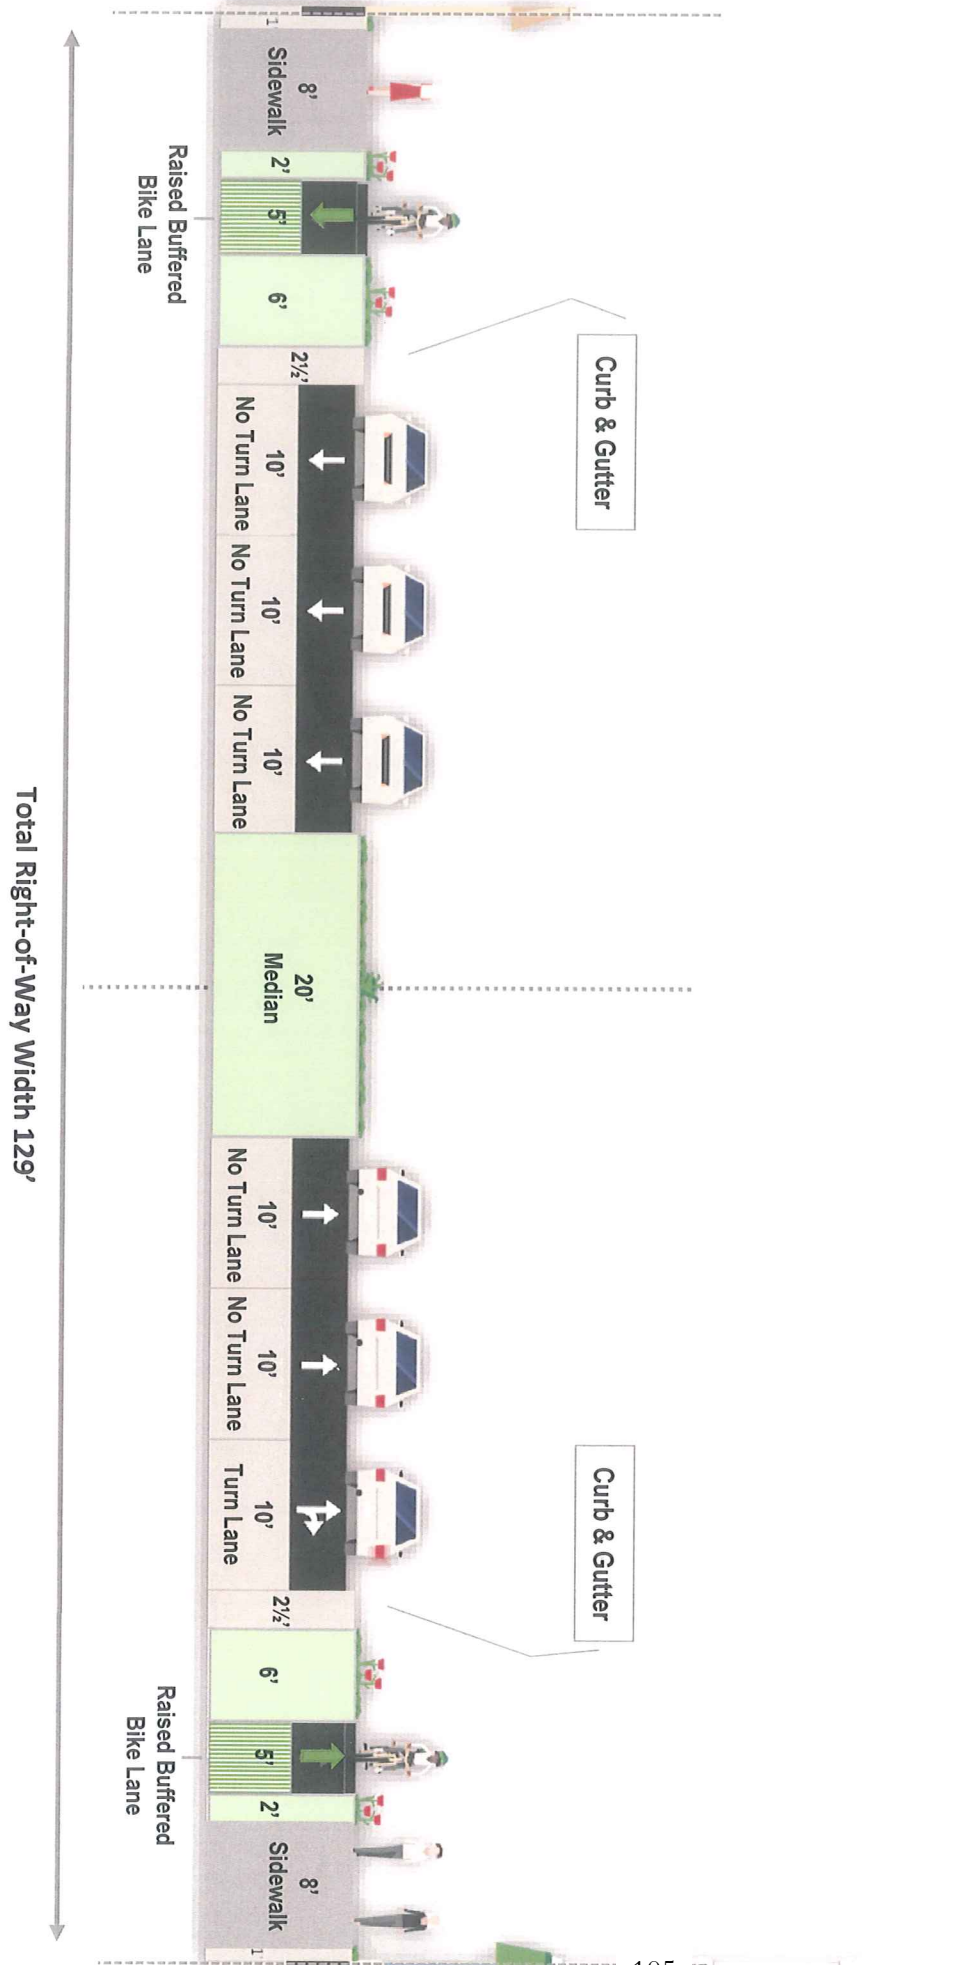 Curb & Gutter
Curb & Gutter
1
8’
Sidewalk
2’
5’
6’
2½’
10’
No Turn Lane
10’
No Turn Lane
10’
No Turn Lane
20’
Median
10’
No Turn Lane
10’
No Turn Lane
10’
Turn Lane
2½’
6’
5’
2’
8’
Sidewalk
1
Raised Buffered
Bike Lane
Raised Buffered
Bike Lane
Total Right-of-Way Width 129’